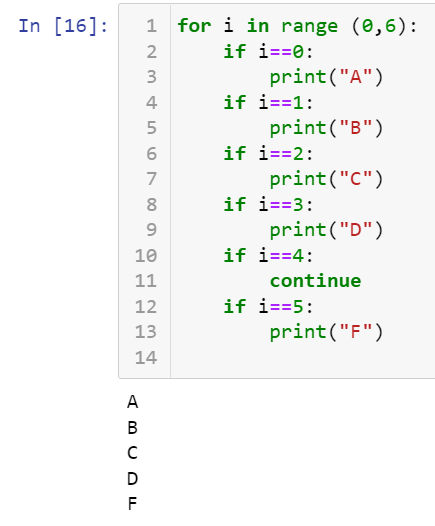 In [16]:
1 for i in range (0,6):
2     if i==0:
3         print("A")
4     if i==1:
5         print("B")
6     if i==2:
7         print("C")
8     if i==3:
9         print("D")
10     if i==4:
11         continue
12     if i==5:
13         print("F")
14
A
B
C
D
F